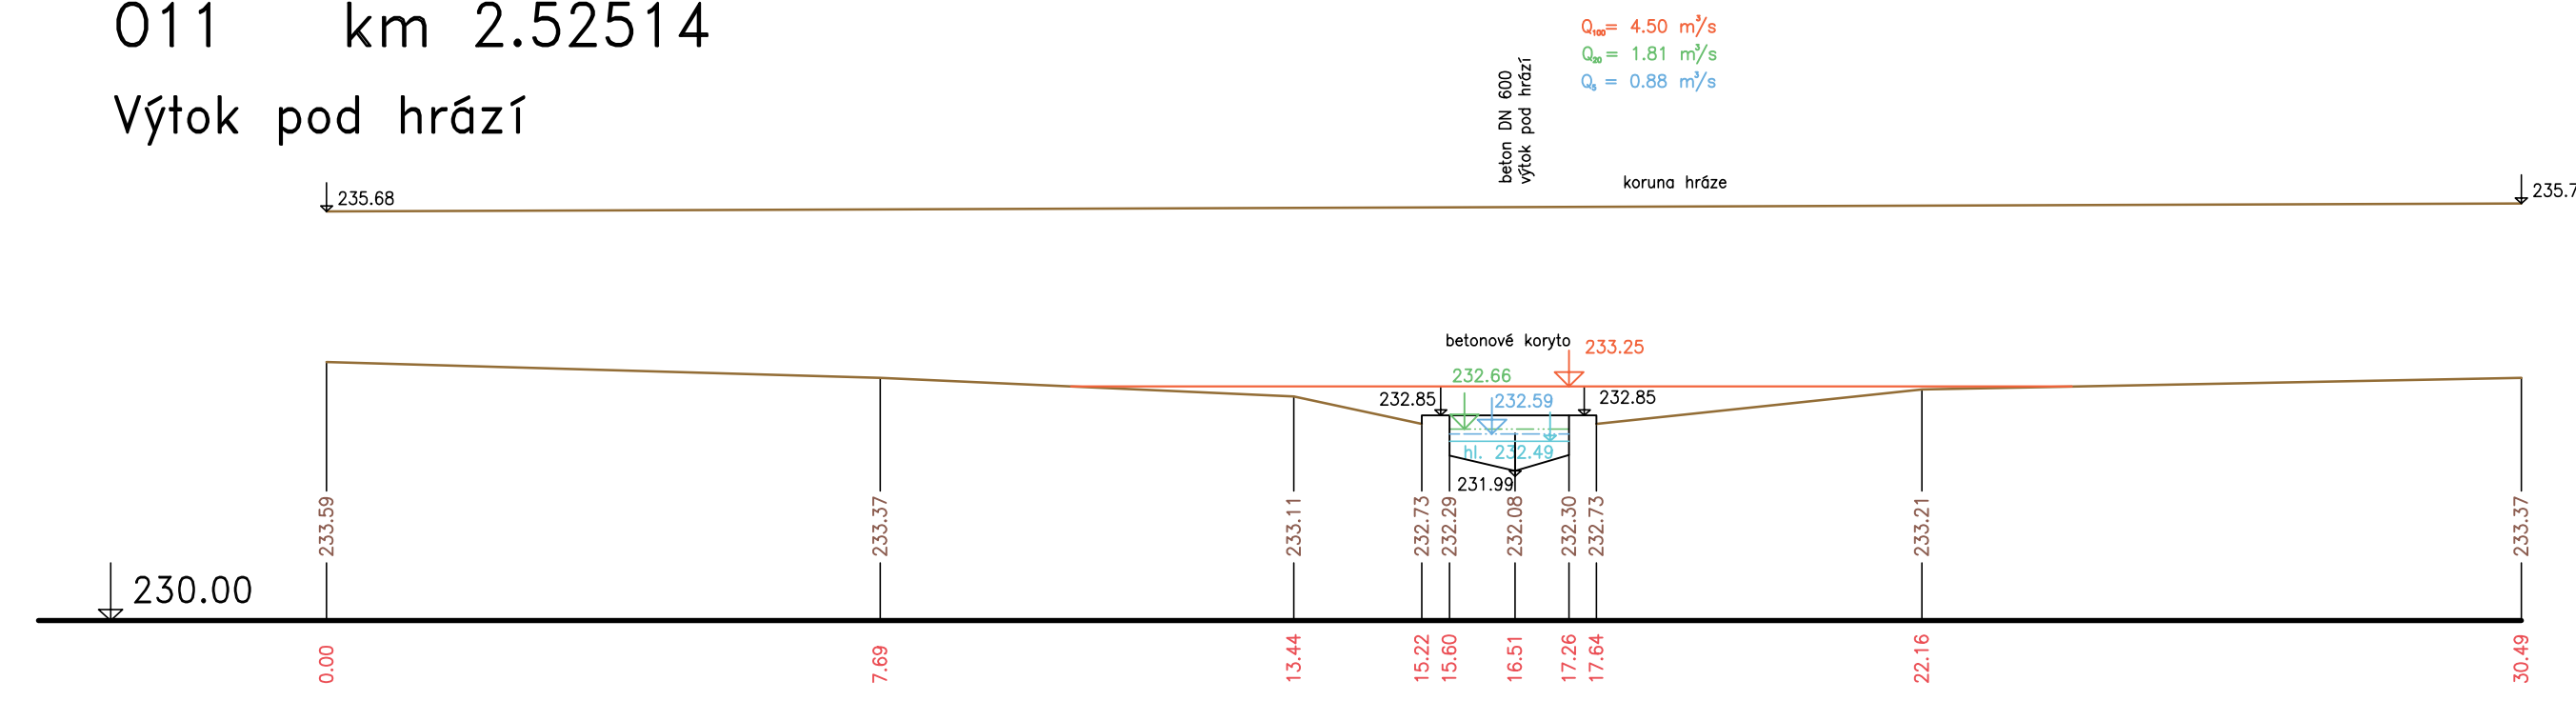 O11 km 2.52514
Výtok pod hrází
Q100= 4.50 m³/s
Q20= 1.81 m³/s
Q5 = 0.88 m³/s
beton DN 600
výtok pod hrází
koruna hráze
235.68
235.7
betonové koryto
233.25
232.66
232.85
232.59
232.85
hl. 232.49
231.99
233.59
233.37
233.11
232.73
232.29
232.08
232.30
232.73
233.21
233.37
230.00
0.00
7.69
13.44
15.22
15.60
16.51
17.26
17.64
22.16
30.49